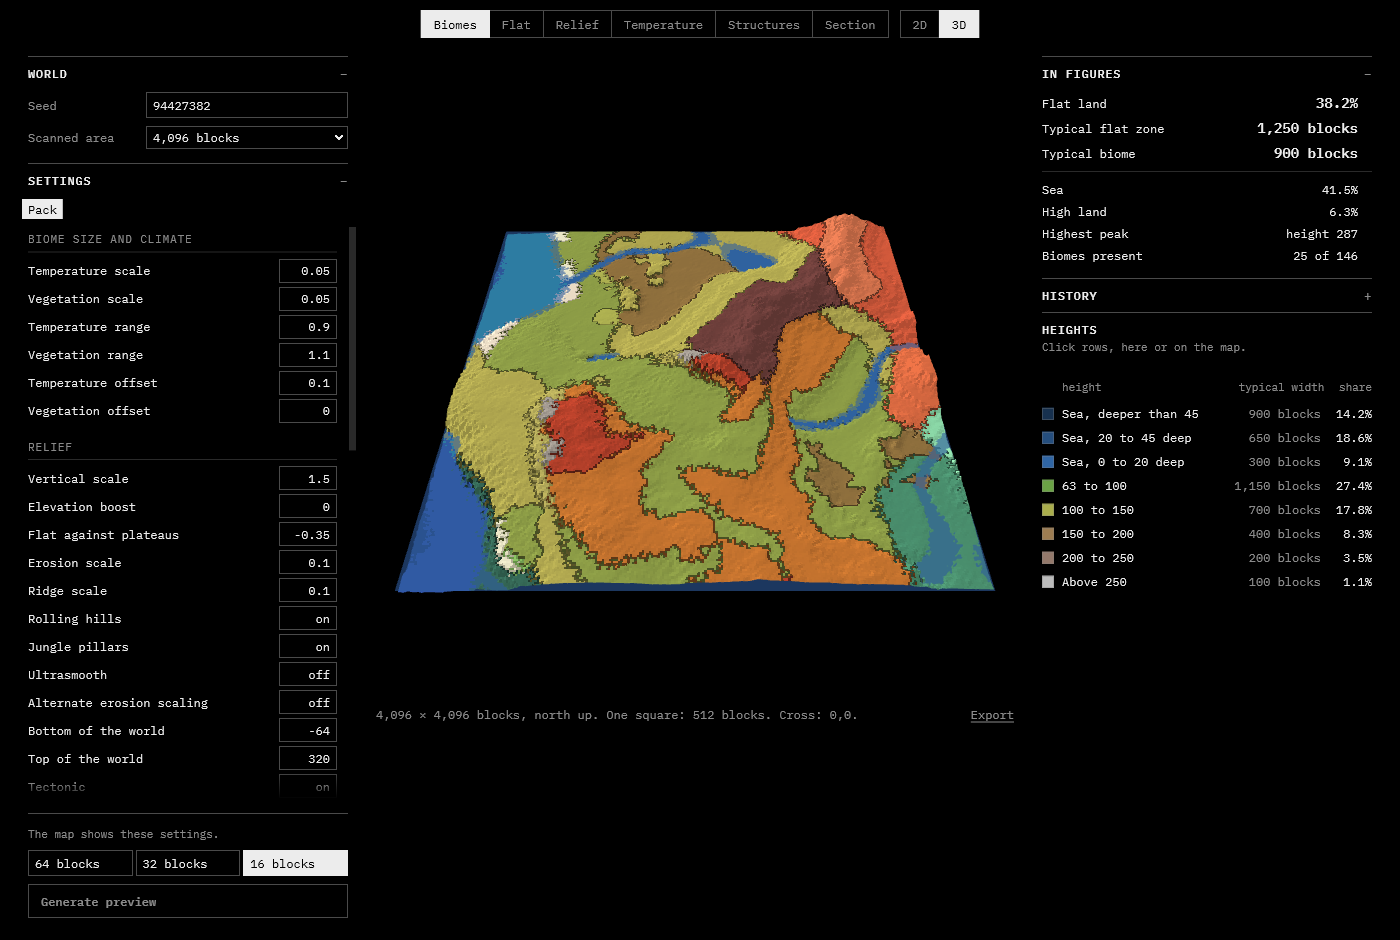 Biomes Flat Relief Temperature Structures Section 2D 3D
WORLD −
Seed 94427382
Scanned area 4,096 blocks
SETTINGS −
Pack
BIOME SIZE AND CLIMATE
Temperature scale 0.05
Vegetation scale 0.05
Temperature range 0.9
Vegetation range 1.1
Temperature offset 0.1
Vegetation offset 0
RELIEF
Vertical scale 1.5
Elevation boost 0
Flat against plateaus -0.35
Erosion scale 0.1
Ridge scale 0.1
Rolling hills on
Jungle pillars on
Ultrasmooth off
Alternate erosion scaling off
Bottom of the world -64
Top of the world 320
Tectonic on
The map shows these settings.
64 blocks 32 blocks 16 blocks
Generate preview
4,096 × 4,096 blocks, north up. One square: 512 blocks. Cross: 0,0. Export
IN FIGURES −
Flat land 38.2%
Typical flat zone 1,250 blocks
Typical biome 900 blocks
Sea 41.5%
High land 6.3%
Highest peak height 287
Biomes present 25 of 146
HISTORY +
HEIGHTS
Click rows, here or on the map.
height typical width share
Sea, deeper than 45 900 blocks 14.2%
Sea, 20 to 45 deep 650 blocks 18.6%
Sea, 0 to 20 deep 300 blocks 9.1%
63 to 100 1,150 blocks 27.4%
100 to 150 700 blocks 17.8%
150 to 200 400 blocks 8.3%
200 to 250 200 blocks 3.5%
Above 250 100 blocks 1.1%